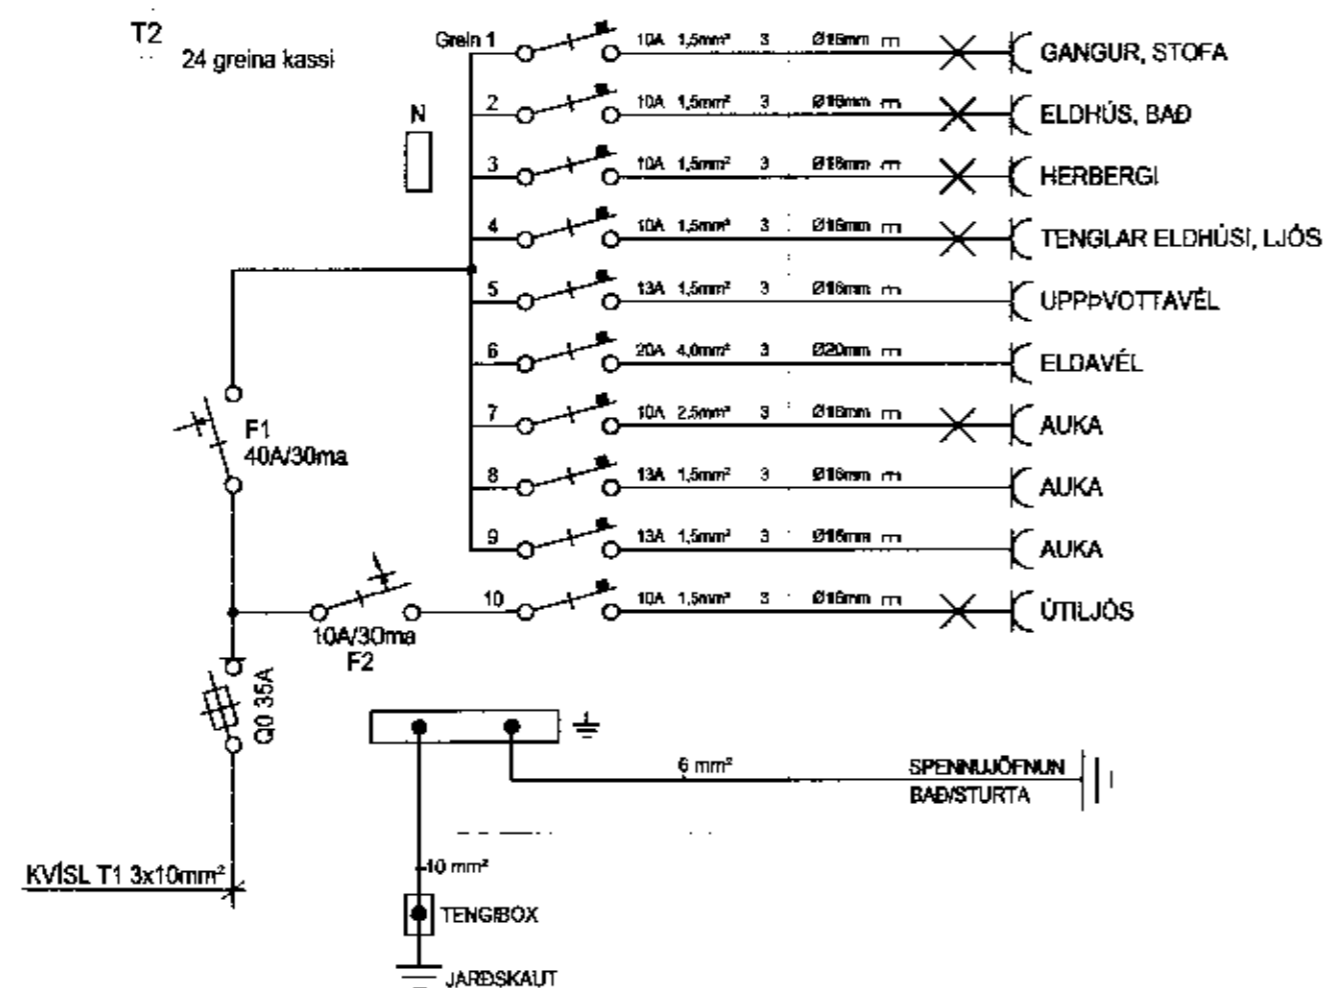 T2
24 greina kassi
N
Grein 1 10A 1,5mm² 3 Ø16mm m GANGUR, STOFA
2 10A 1,5mm² 3 Ø16mm m ELDHÚS, BAÐ
3 10A 1,5mm² 3 Ø16mm m HERBERGI
4 10A 1,5mm² 3 Ø16mm m TENGLAR ELDHÚSI, LJÓS
5 13A 1,5mm² 3 Ø16mm m UPPÞVOTTAVÉL
6 20A 4,0mm² 3 Ø20mm m ELDAVÉL
7 10A 2,5mm² 3 Ø16mm m AUKA
8 13A 1,5mm² 3 Ø16mm m AUKA
9 13A 1,5mm² 3 Ø16mm m AUKA
10 10A 1,5mm² 3 Ø16mm m ÚTILJÓS
F1
40A/30ma
10A/30ma
F2
Q0 35A
6 mm²
SPENNUJÖFNUN
BAÐ/STURTA
KVÍSL T1 3x10mm²
10 mm²
TENGIBOX
JARÐSKAUT